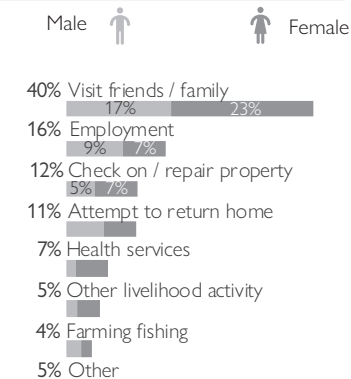 Male Female
40% Visit friends / family
17% 23%
16% Employment
9% 7%
12% Check on / repair property
5% 7%
11% Attempt to return home
7% Health services
5% Other livelihood activity
4% Farming fishing
5% Other